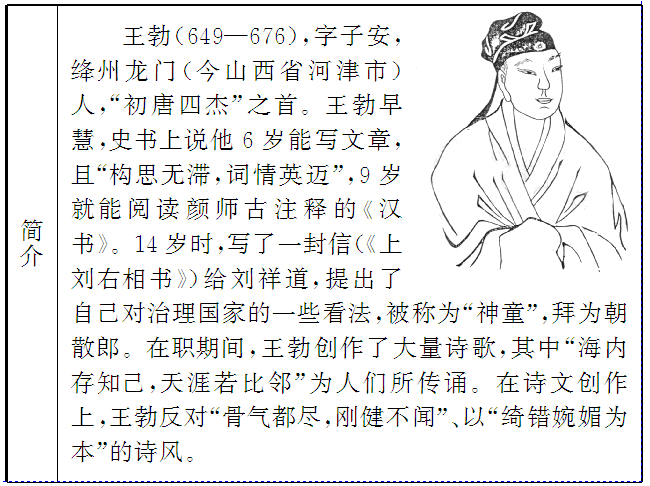 简介
王勃(649—676),字子安,
绛州龙门(今山西省河津市)
人,“初唐四杰”之首。王勃早
慧,史书上说他 6 岁能写文章,
且“构思无滞,词情英迈”,9 岁
就能阅读颜师古注释的《汉
书》。14 岁时,写了一封信(《上
刘右相书》)给刘祥道,提出了
自己对治理国家的一些看法,被称为“神童”,拜为朝
散郎。在职期间,王勃创作了大量诗歌,其中“海内
存知己,天涯若比邻”为人们所传诵。在诗文创作
上,王勃反对“骨气都尽,刚健不闻”、以“绮错婉媚为
本”的诗风。